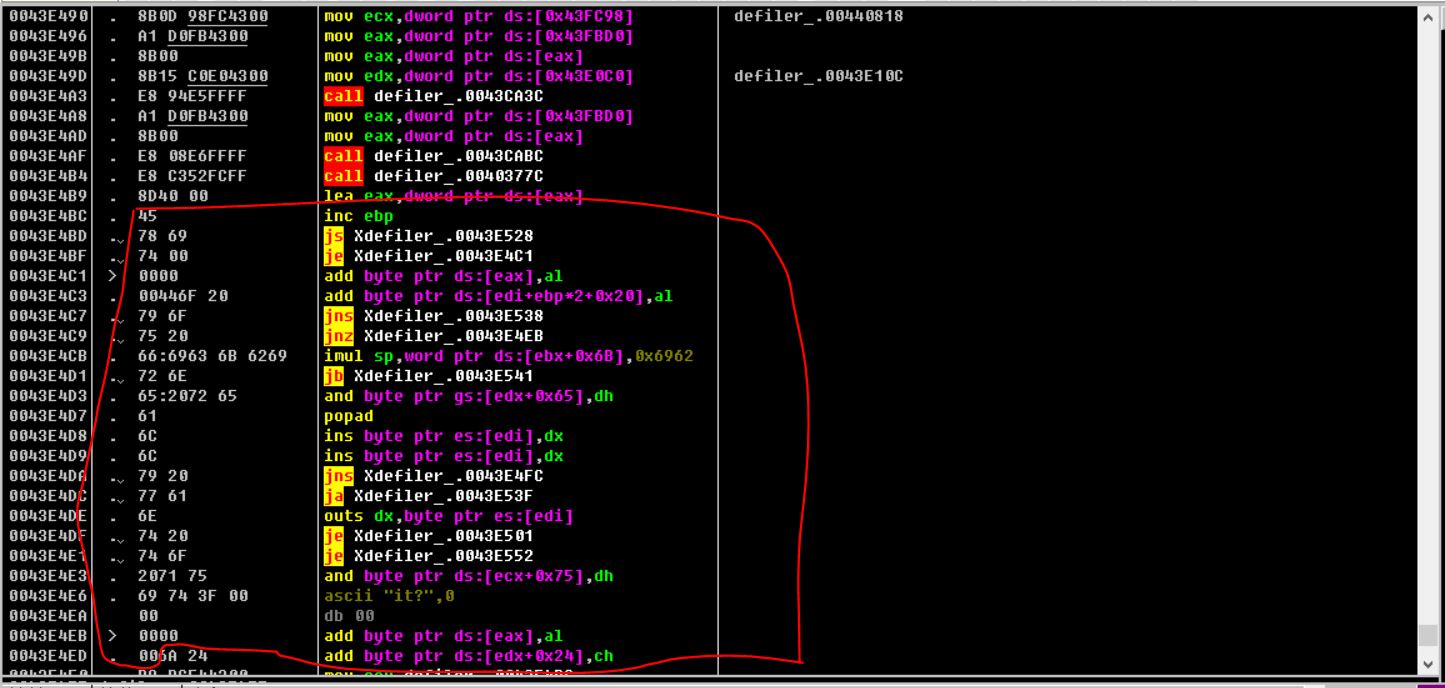 0043E490 . 8B0D 98FC4300 mov ecx,dword ptr ds:[0x43FC98] defiler_.00440818
0043E496 . A1 D0FB4300 mov eax,dword ptr ds:[0x43FBD0]
0043E49B . 8B00 mov eax,dword ptr ds:[eax]
0043E49D . 8B15 C0E04300 mov edx,dword ptr ds:[0x43E0C0] defiler_.0043E10C
0043E4A3 . E8 94E5FFFF call defiler_.0043CA3C
0043E4A8 . A1 D0FB4300 mov eax,dword ptr ds:[0x43FBD0]
0043E4AD . 8B00 mov eax,dword ptr ds:[eax]
0043E4AF . E8 08E6FFFF call defiler_.0043CABC
0043E4B4 . E8 C352FCFF call defiler_.0040377C
0043E4B9 . 8D40 00 lea eax,dword ptr ds:[eax]
0043E4BC . 45 inc ebp
0043E4BD .ˬ 78 69 js Xdefiler_.0043E528
0043E4BF .ˬ 74 00 je Xdefiler_.0043E4C1
0043E4C1 > 0000 add byte ptr ds:[eax],al
0043E4C3 . 00446F 20 add byte ptr ds:[edi+ebp*2+0x20],al
0043E4C7 .ˬ 79 6F jns Xdefiler_.0043E538
0043E4C9 .ˬ 75 20 jnz Xdefiler_.0043E4EB
0043E4CB . 66:6963 6B 6269 imul sp,word ptr ds:[ebx+0x6B],0x6962
0043E4D1 .ˬ 72 6E jb Xdefiler_.0043E541
0043E4D3 . 65:2072 65 and byte ptr gs:[edx+0x65],dh
0043E4D7 . 61 popad
0043E4D8 . 6C ins byte ptr es:[edi],dx
0043E4D9 . 6C ins byte ptr es:[edi],dx
0043E4DA .ˬ 79 20 jns Xdefiler_.0043E4FC
0043E4DC .ˬ 77 61 ja Xdefiler_.0043E53F
0043E4DE . 6E outs dx,byte ptr es:[edi]
0043E4DF .ˬ 74 20 je Xdefiler_.0043E501
0043E4E1 .ˬ 74 6F je Xdefiler_.0043E552
0043E4E3 . 2071 75 and byte ptr ds:[ecx+0x75],dh
0043E4E6 . 69 74 3F 00 ascii "it?",0
0043E4EA 00 db 00
0043E4EB > 0000 add byte ptr ds:[eax],al
0043E4ED . 006A 24 add byte ptr ds:[edx+0x24],ch